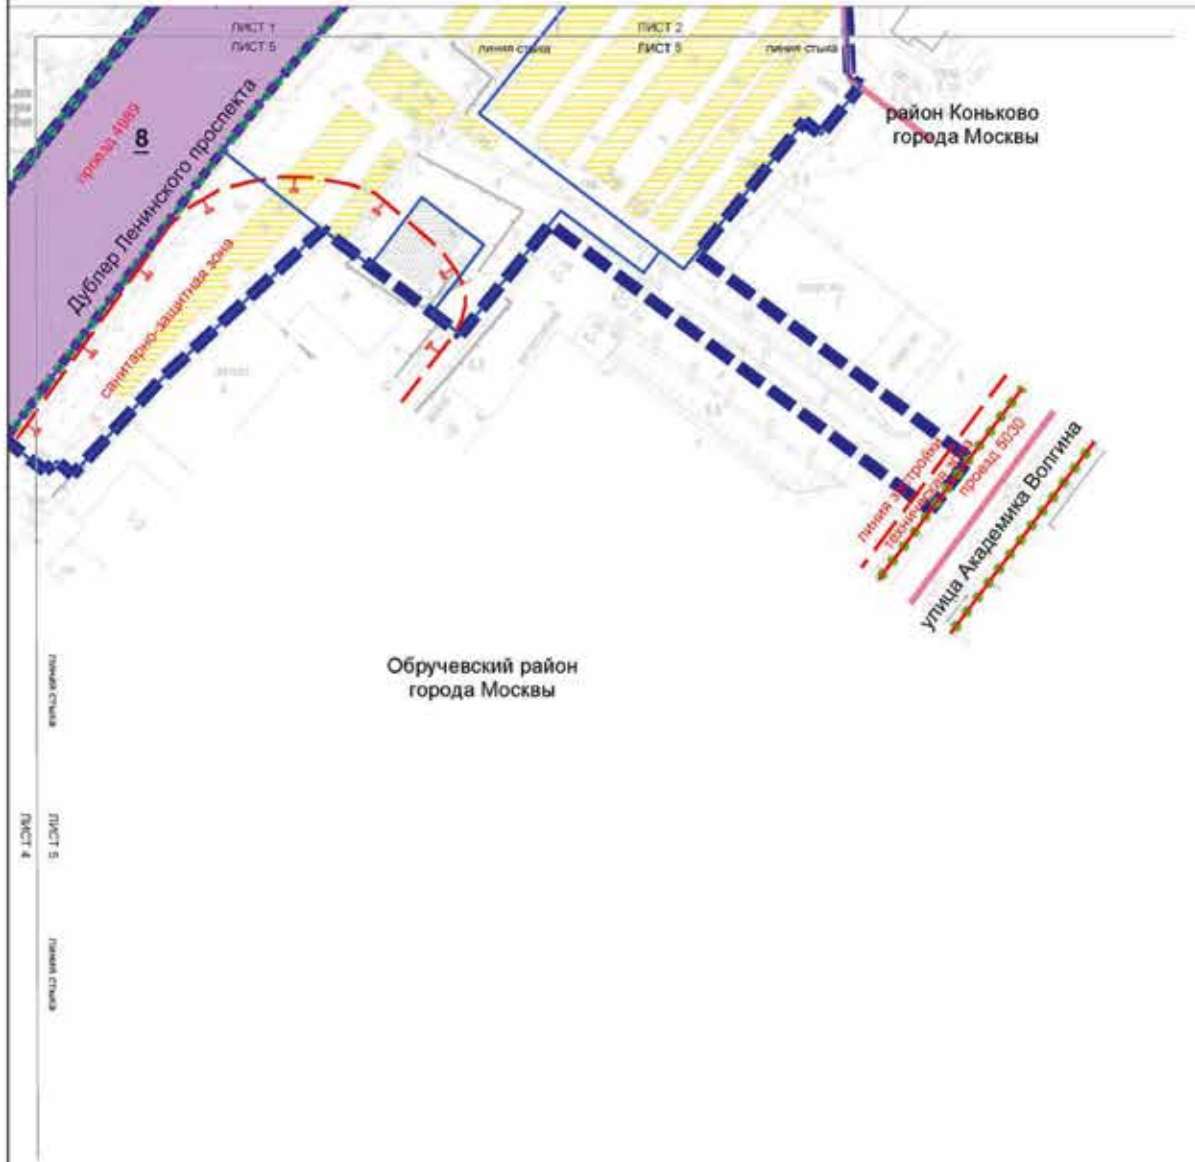 ЛИСТ 1
ЛИСТ 5
линия стыка
ЛИСТ 2
ЛИСТ 5
линия стыка
район Коньково
города Москвы
проезд 4989
8
Дублер Ленинского проспекта
санитарно-защитная зона
линия застройки
техническая зона
проезд 5030
улица Академика Волгина
Обручевский район
города Москвы
линия стыка
ЛИСТ 4
ЛИСТ 5
линия стыка